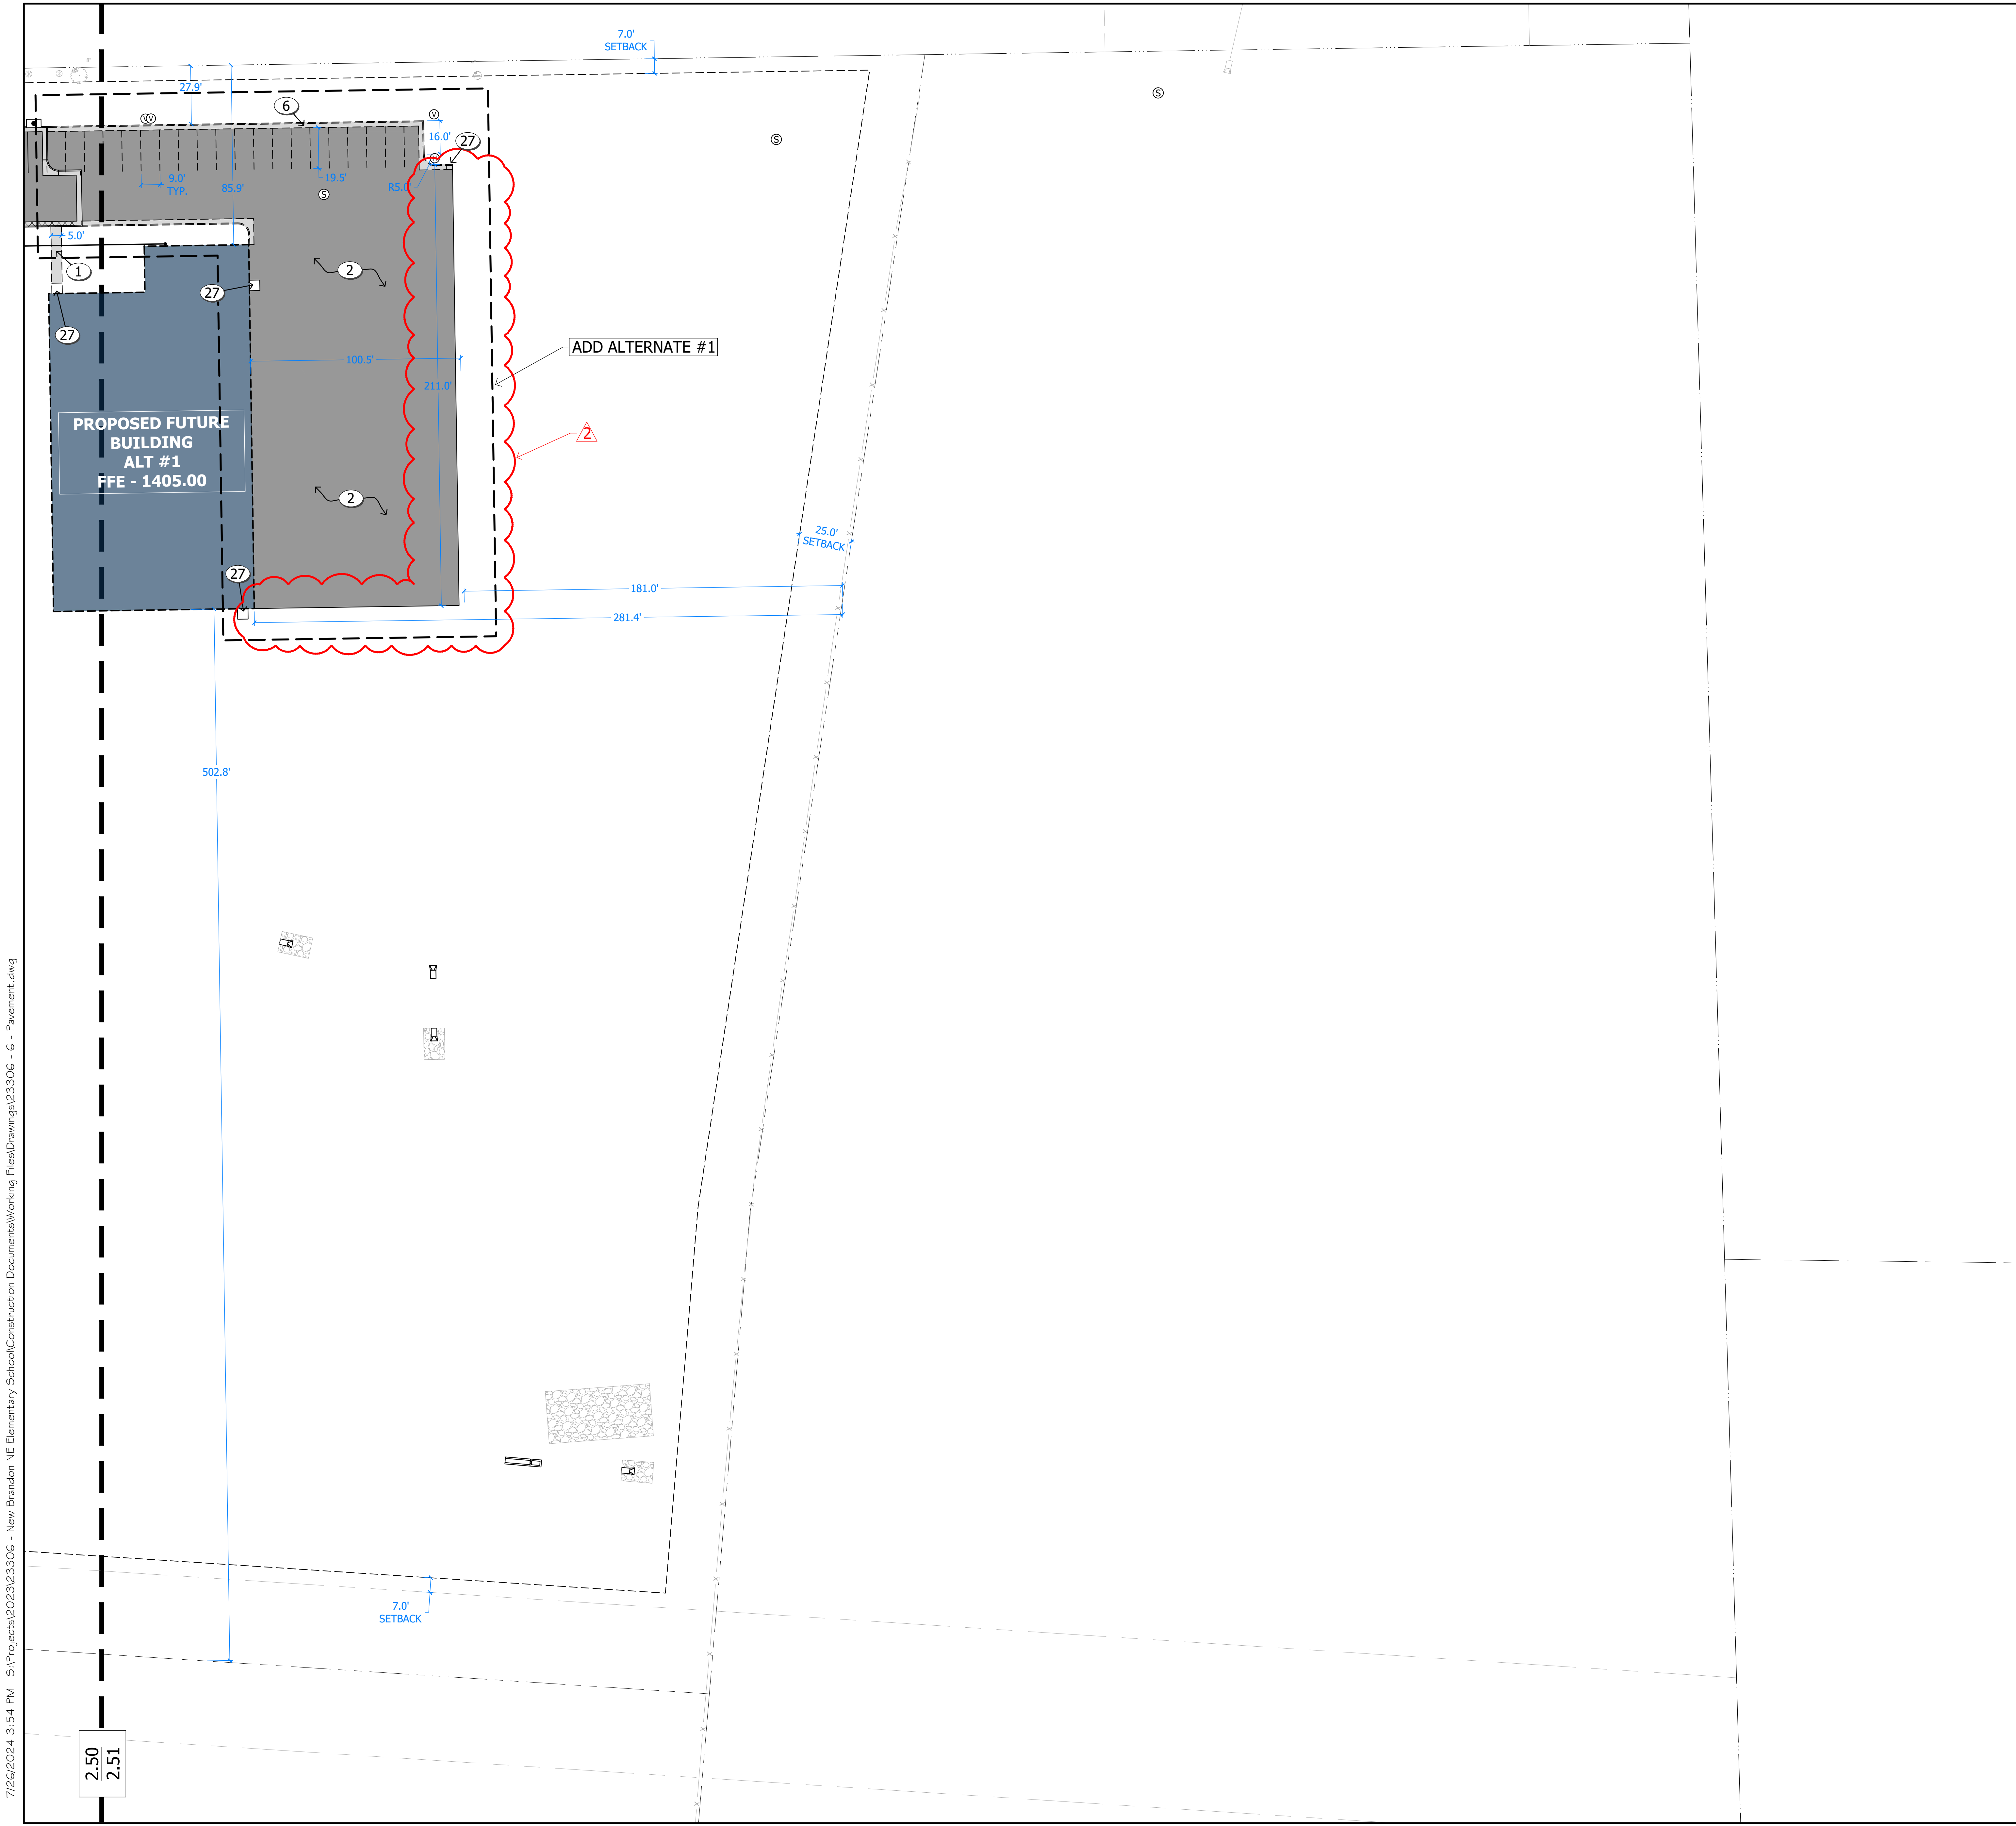 7.0'
SETBACK
27.9'
6
V
V
V
16.0'
27
S
S
9.0'
TYP.
85.9'
19.5'
R5.0'
S
5.0'
1
2
27
27
ADD ALTERNATE #1
100.5'
211.0'
PROPOSED FUTURE
BUILDING
ALT #1
FFE - 1405.00
2
2
25.0'
SETBACK
27
181.0'
281.4'
502.8'
7.0'
SETBACK
2.50
2.51
7/26/2024 3:54 PM S:\Projects\2023\23306 - New Brandon NE Elementary School\Construction Documents\Working Files\Drawings\23306 - 6 - Pavement.dwg